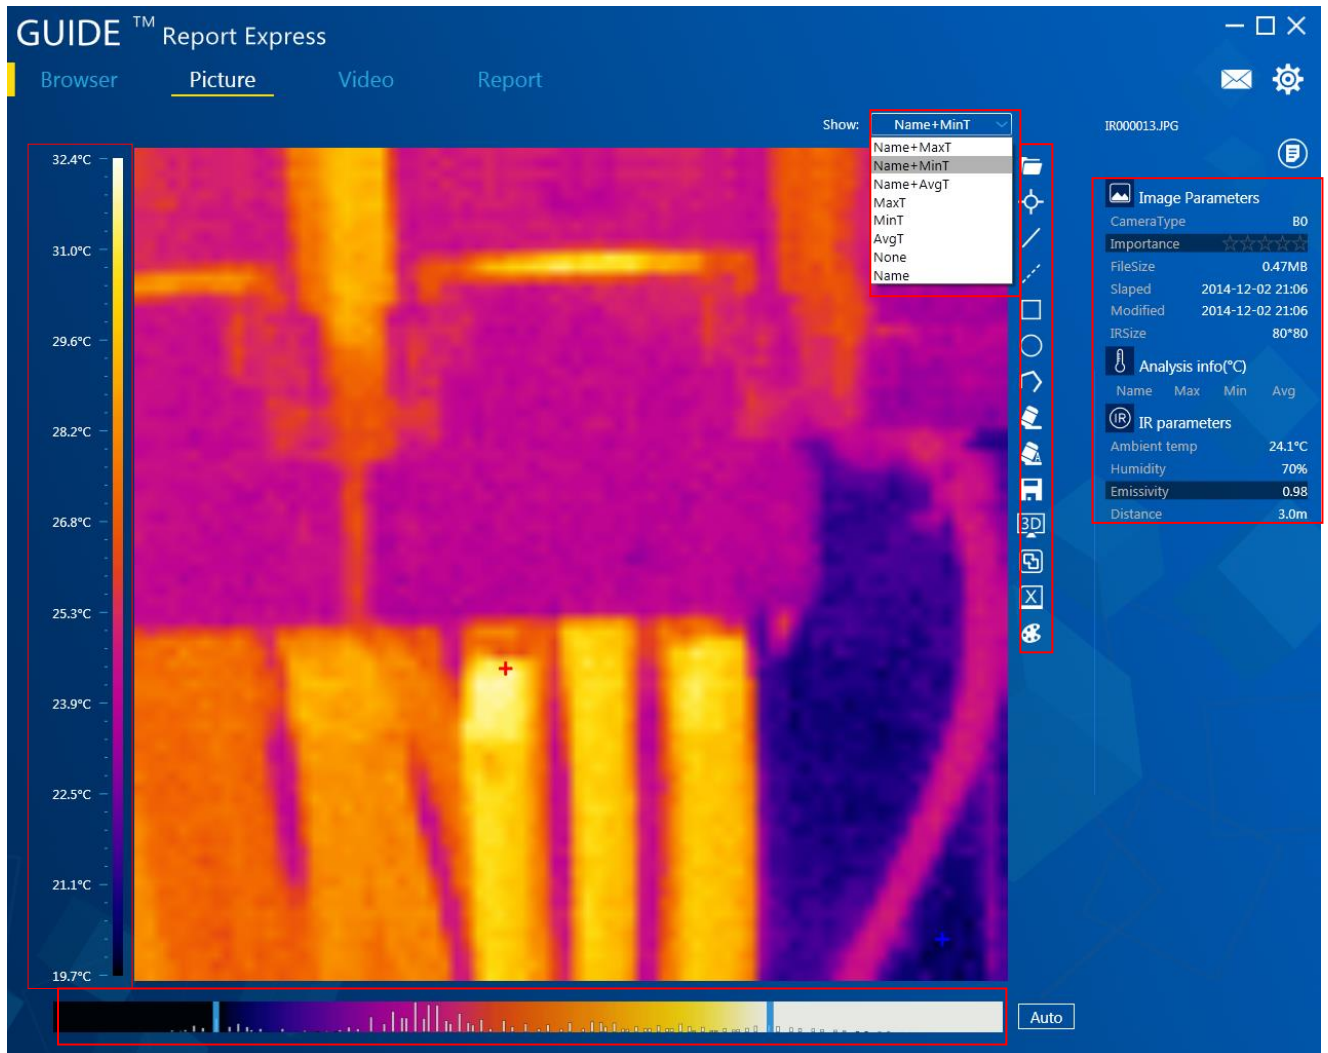 GUIDE ™ Report Express
Browser Picture Video Report
Show: Name+MinT
IR000013.JPG
Name+MaxT
Name+MinT
Name+AvgT
MaxT
MinT
AvgT
None
Name
32.4°C
31.0°C
29.6°C
28.2°C
26.8°C
25.3°C
23.9°C
22.5°C
21.1°C
19.7°C
A
3D
X
Image Parameters
CameraType B0
Importance
FileSize 0.47MB
Slaped 2014-12-02 21:06
Modified 2014-12-02 21:06
IRSize 80*80
Analysis info(°C)
Name Max Min Avg
IR IR parameters
Ambient temp 24.1°C
Humidity 70%
Emissivity 0.98
Distance 3.0m
Auto